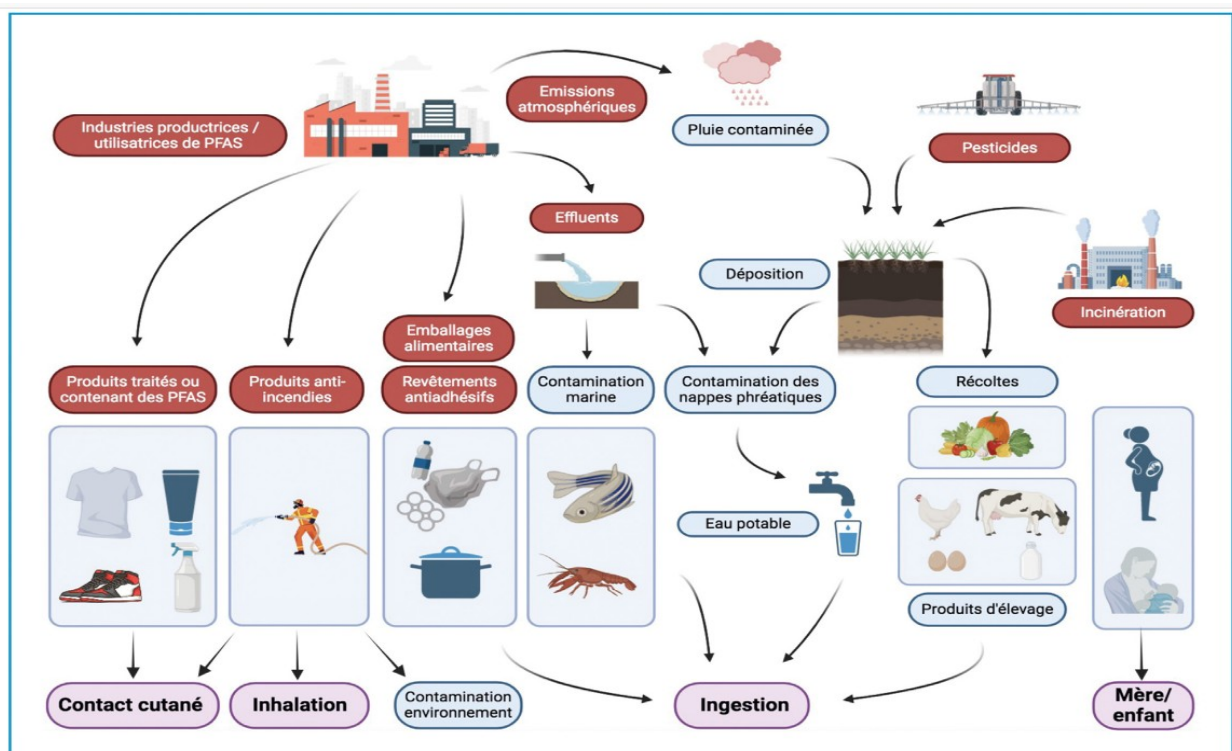 Industries productrices /
utilisatrices de PFAS
Emissions
atmosphériques
Pluie contaminée
Pesticides
Effluents
Déposition
Incinération
Emballages
alimentaires
Produits traités ou
contenant des PFAS
Produits anti-
incendies
Revêtements
antiadhésifs
Contamination
marine
Contamination des
nappes phréatiques
Récoltes
Eau potable
Produits d'élevage
Contact cutané
Inhalation
Contamination
environnement
Ingestion
Mère/
enfant